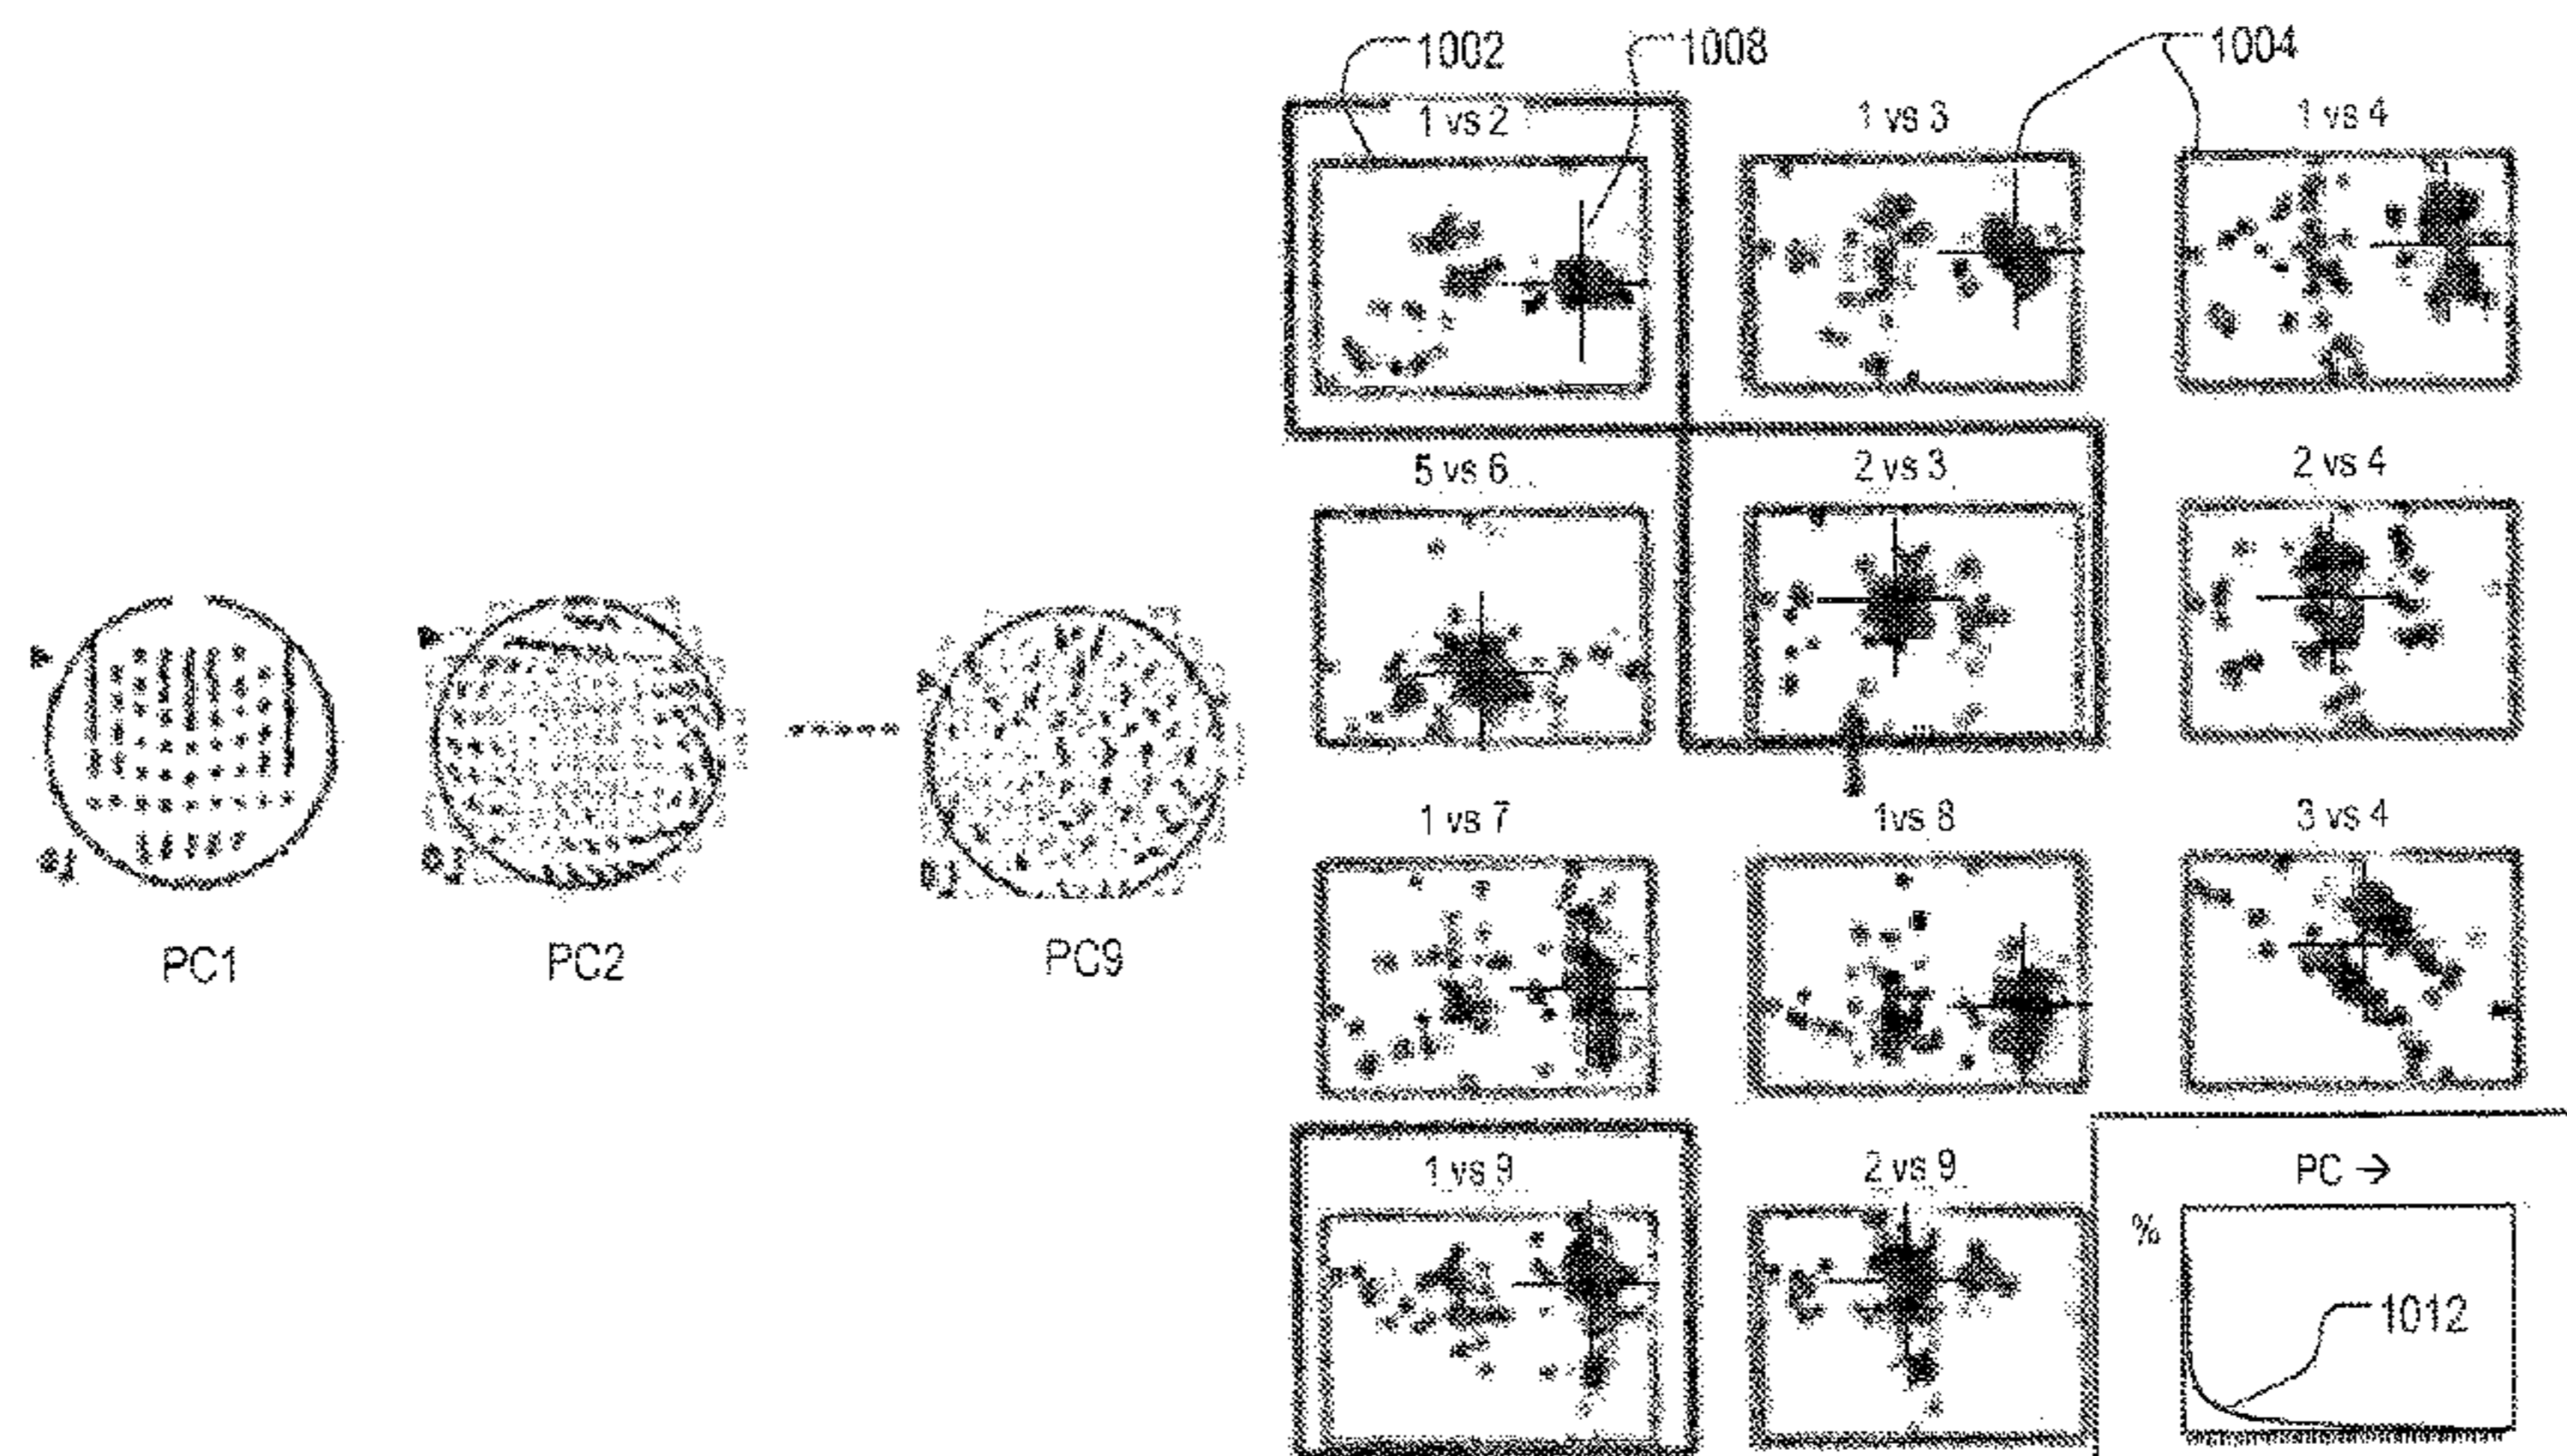 1002
1008
1004
1 vs 2
1 vs 3
1 vs 4
5 vs 6
2 vs 3
2 vs 4
1 vs 7
1vs 8
3 vs 4
PC1
PC2
PC9
1 vs 9
2 vs 9
PC →
%
1012